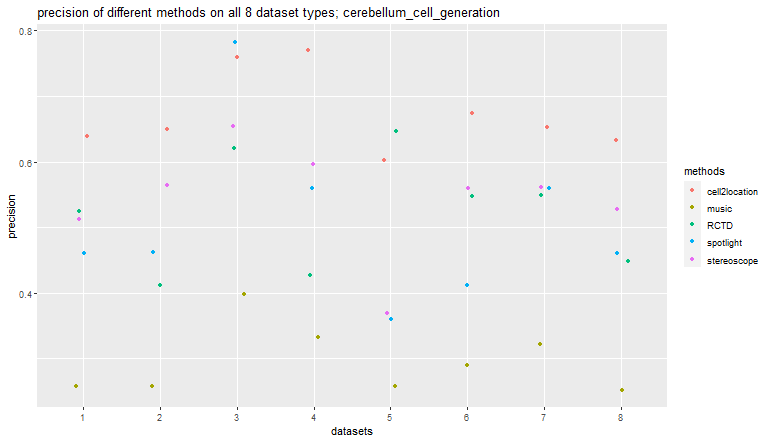 precision of different methods on all 8 dataset types; cerebellum_cell_generation
0.8
0.6
0.4
precision
1 2 3 4 5 6 7 8
datasets
methods
cell2location
music
RCTD
spotlight
stereoscope